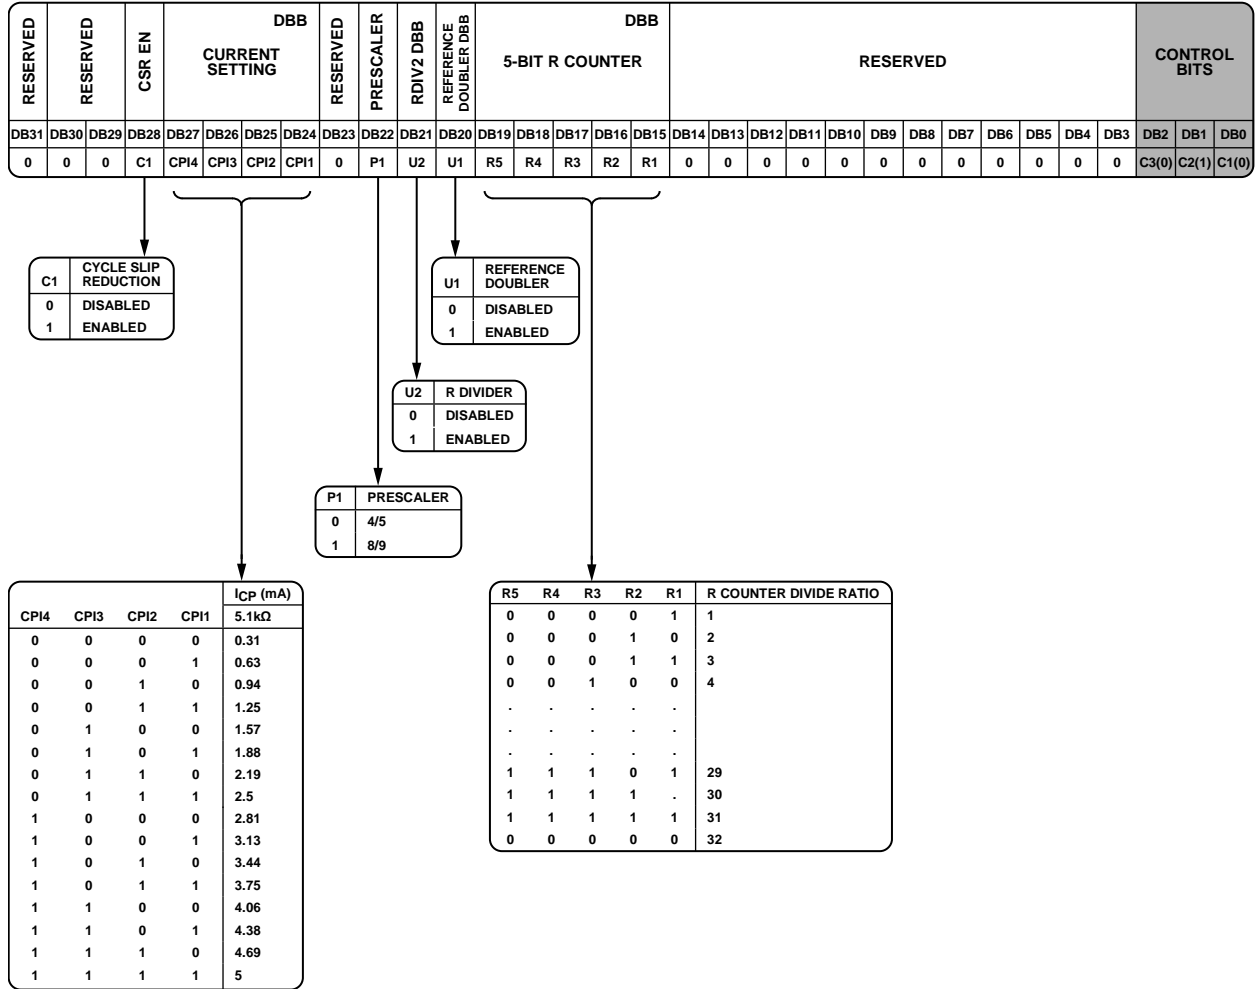 RESERVED
RESERVED
CSR EN
DBB
CURRENT
SETTING
RESERVED
PRESCALER
RDIV2 DBB
REFERENCE
DOUBLER DBB
DBB
5-BIT R COUNTER
RESERVED
CONTROL
BITS
DB31 DB30 DB29 DB28 DB27 DB26 DB25 DB24 DB23 DB22 DB21 DB20 DB19 DB18 DB17 DB16 DB15 DB14 DB13 DB12 DB11 DB10 DB9 DB8 DB7 DB6 DB5 DB4 DB3 DB2 DB1 DB0
0 0 0 C1 CPI4 CPI3 CPI2 CPI1 0 P1 U2 U1 R5 R4 R3 R2 R1 0 0 0 0 0 0 0 0 0 0 0 0 C3(0) C2(1) C1(0)
C1 CYCLE SLIP
REDUCTION
0 DISABLED
1 ENABLED
U1 REFERENCE
DOUBLER
0 DISABLED
1 ENABLED
U2 R DIVIDER
0 DISABLED
1 ENABLED
P1 PRESCALER
0 4/5
1 8/9
ICP (mA)
CPI4 CPI3 CPI2 CPI1 5.1kΩ
0 0 0 0 0.31
0 0 0 1 0.63
0 0 1 0 0.94
0 0 1 1 1.25
0 1 0 0 1.57
0 1 0 1 1.88
0 1 1 0 2.19
0 1 1 1 2.5
1 0 0 0 2.81
1 0 0 1 3.13
1 0 1 0 3.44
1 0 1 1 3.75
1 1 0 0 4.06
1 1 0 1 4.38
1 1 1 0 4.69
1 1 1 1 5
R5 R4 R3 R2 R1 R COUNTER DIVIDE RATIO
0 0 0 0 1 1
0 0 0 1 0 2
0 0 0 1 1 3
0 0 1 0 0 4
. . . . .
. . . . .
. . . . .
1 1 1 0 1 29
1 1 1 1 . 30
1 1 1 1 1 31
0 0 0 0 0 32